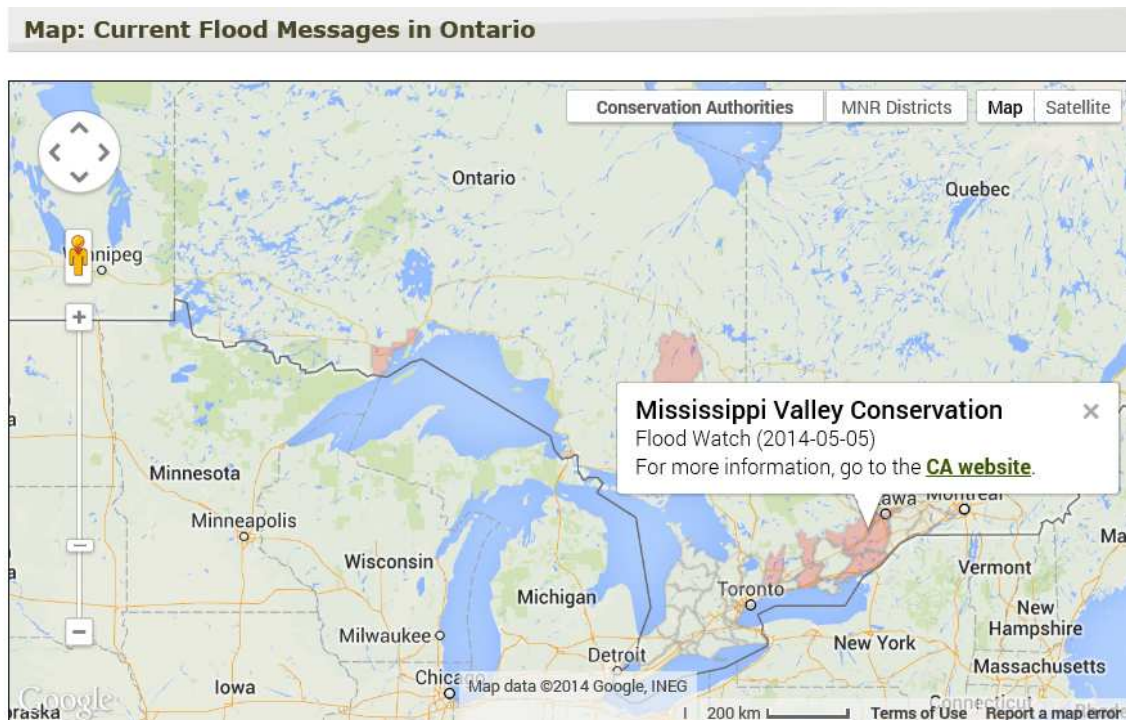 Map: Current Flood Messages in Ontario
Conservation Authorities
MNR Districts
Map
Satellite
Ontario
Quebec
Mississippi Valley Conservation
Flood Watch (2014-05-05)
For more information, go to the CA website.
Minnesota
Minneapolis
Wisconsin
Michigan
Toronto
Vermont
New
Hampshire
Milwaukee
Detroit
New York
Massachusetts
Iowa
Map data ©2014 Google, INEG
Google
200 km
Terms of Use
Report a map error
Connecticut